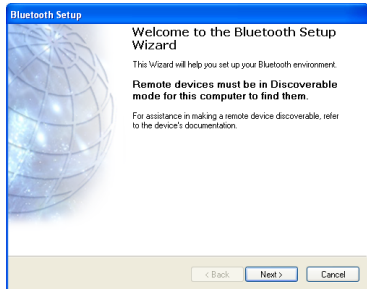 Bluetooth Setup
Welcome to the Bluetooth Setup
Wizard
This Wizard will help you set up your Bluetooth environment.
Remote devices must be in Discoverable
mode for this computer to find them.
For assistance in making a remote device discoverable, refer
to the device's documentation.
< Back Next > Cancel